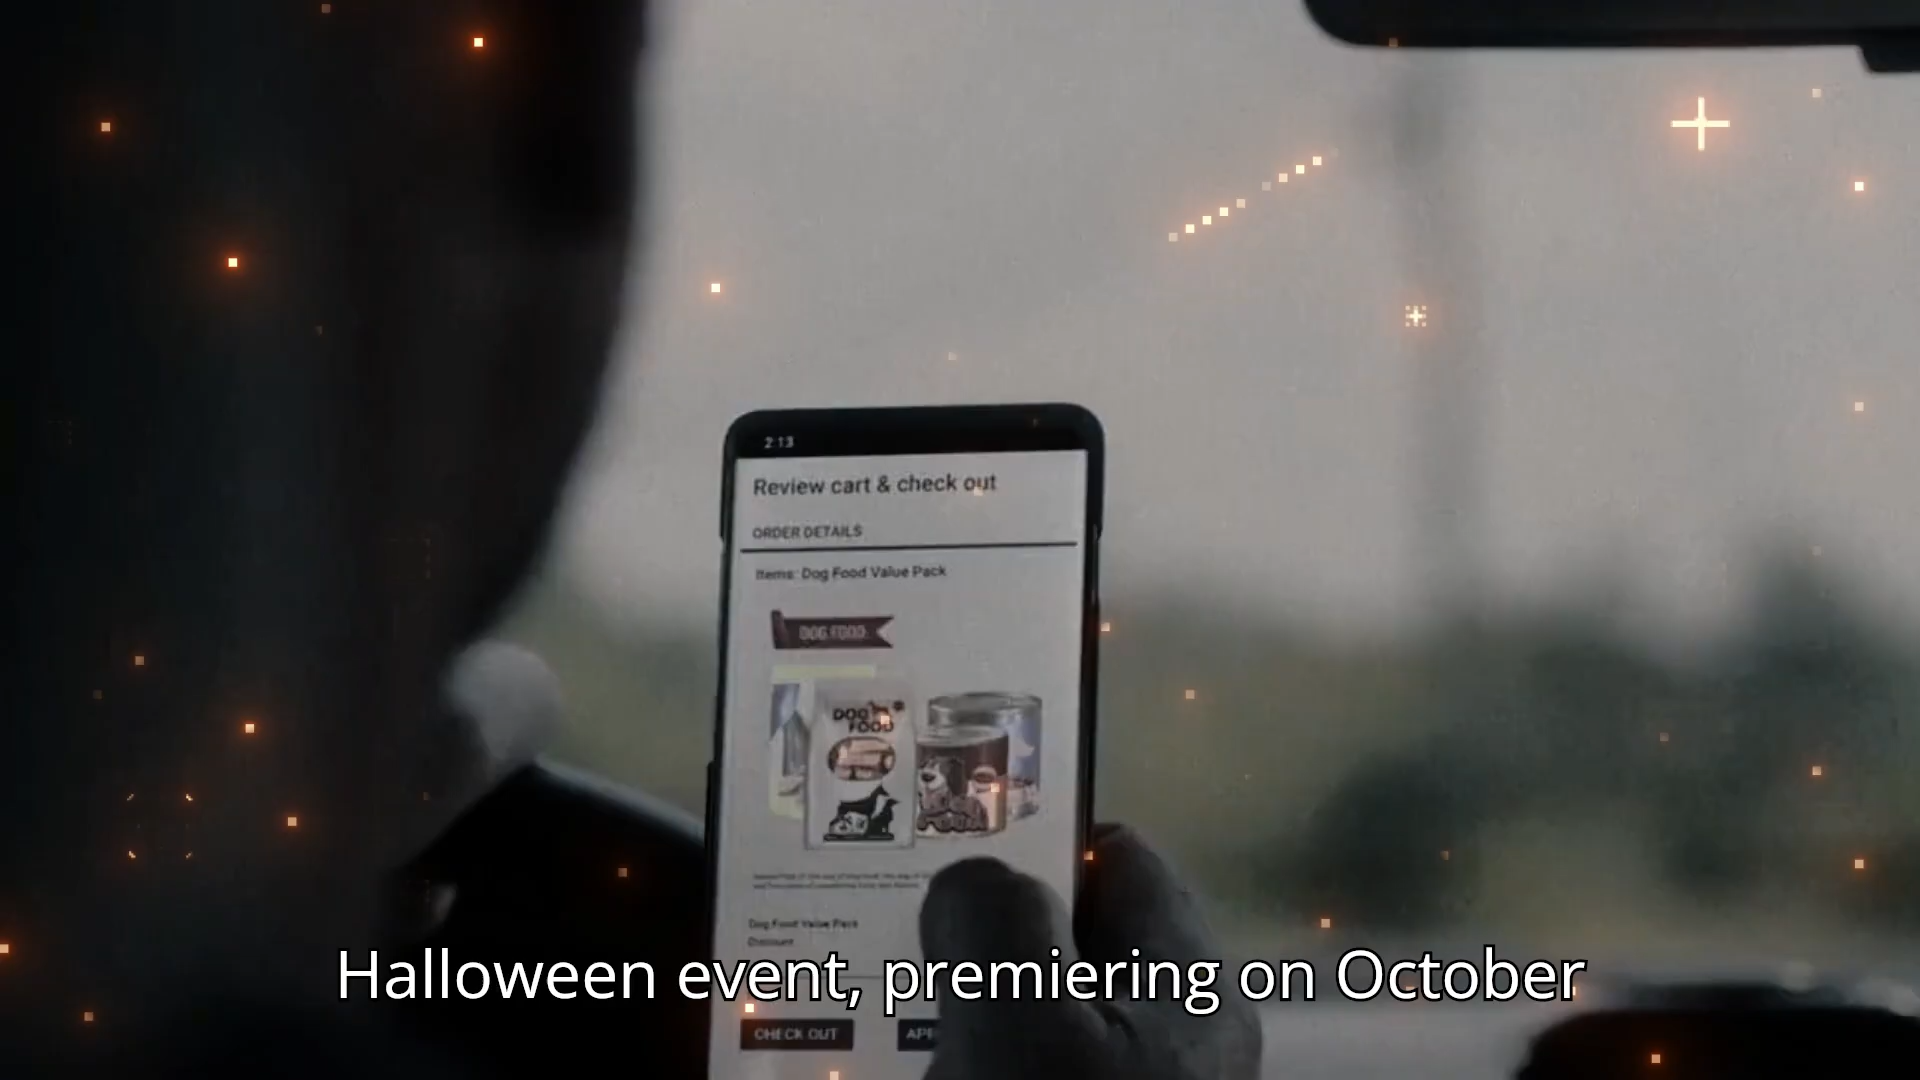 2:13
Review cart & check out
ORDER DETAILS
Items: Dog Food Value Pack
DOG FOOD
DOG
FOOD
Dog Food Value Pack
Discount
Halloween event, premiering on October
CHECK OUT